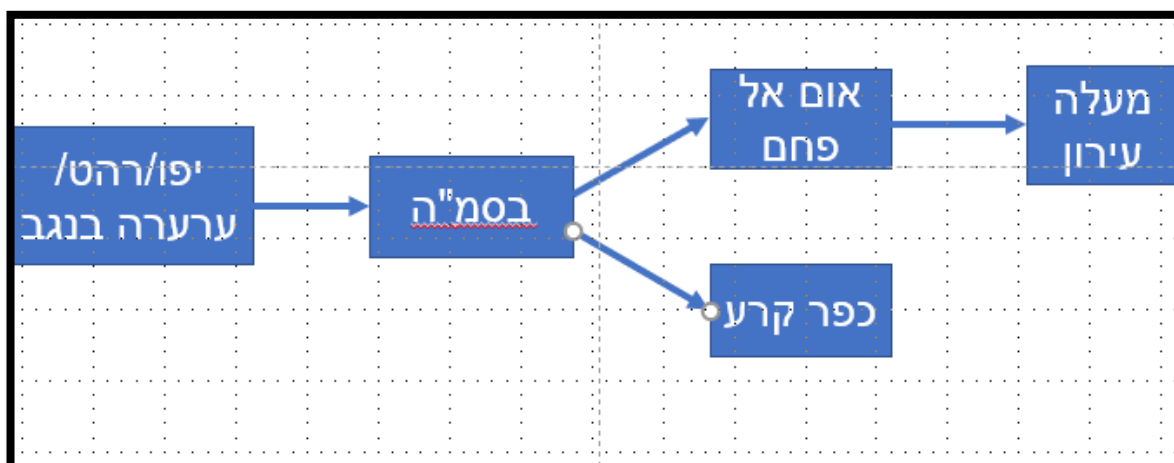 יפו/רהט/
ערערה בנגב
בסמ"ה
אום אל
פחם
מעלה
עירון
כפר קרע